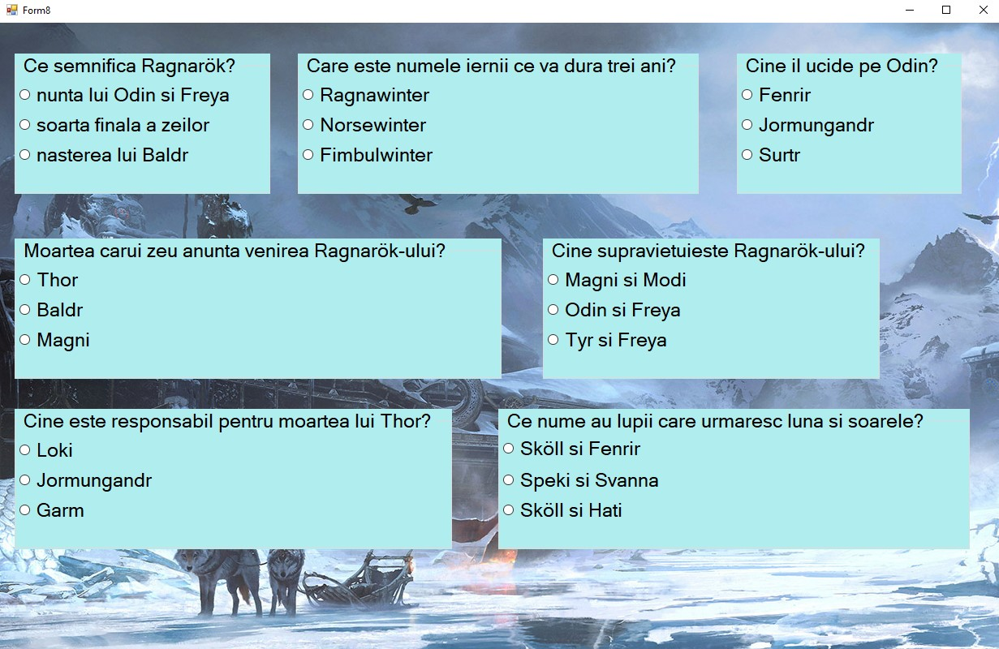 Form8
Ce semnifica Ragnarök?
nunta lui Odin si Freya
soarta finala a zeilor
nasterea lui Baldr
Care este numele iernii ce va dura trei ani?
Ragnawinter
Norsewinter
Fimbulwinter
Cine il ucide pe Odin?
Fenrir
Jormungandr
Surtr
Moartea carui zeu anunta venirea Ragnarök-ului?
Thor
Baldr
Magni
Cine supravietuieste Ragnarök-ului?
Magni si Modi
Odin si Freya
Tyr si Freya
Cine este responsabil pentru moartea lui Thor?
Loki
Jormungandr
Garm
Ce nume au lupii care urmaresc luna si soarele?
Sköll si Fenrir
Speki si Svanna
Sköll si Hati